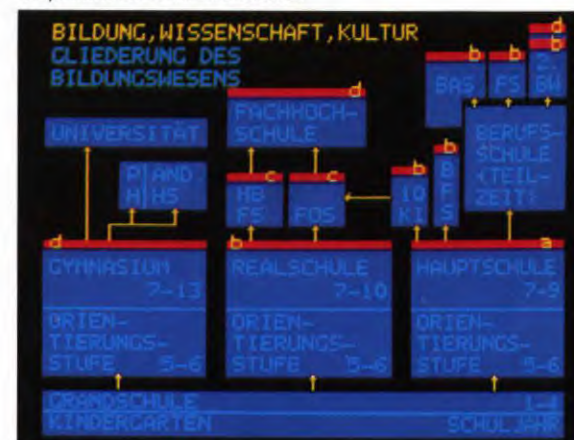 BILDUNG,WISSENSCHAFT,KULTUR
GLIEDERUNG DES
BILDUNGSWESENS
d
b
2.
BW
b
FS
b
BAS
d
FACHHOCH-
SCHULE
UNIVERSITÄT
BERUFS-
SCHULE
(TEIL-
ZEIT)
P
H
AND.
HS
c
HB
FS
c
FOS
b
10
KI
b
B
F
S
d
GYMNASIUM
7-13
ORIEN-
TIERUNGS-
STUFE 5-6
b
REALSCHULE
7-10
ORIEN-
TIERUNGS-
STUFE 5-6
a
HAUPTSCHULE
7-9
ORIEN-
TIERUNGS-
STUFE 5-6
GRANDSCHULE 1-4
KINDERGARTEN SCHULJAHR